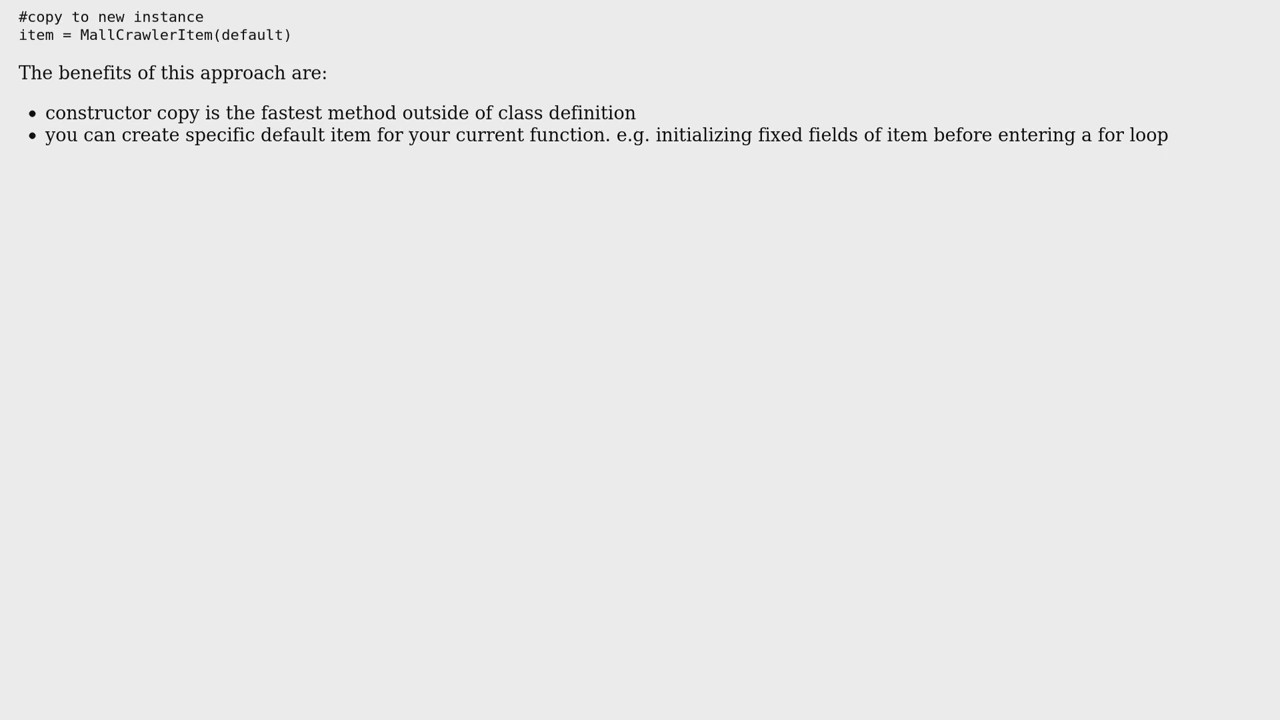 #copy to new instance
item = MallCrawlerItem(default)
The benefits of this approach are:
• constructor copy is the fastest method outside of class definition
• you can create specific default item for your current function. e.g. initializing fixed fields of item before entering a for loop